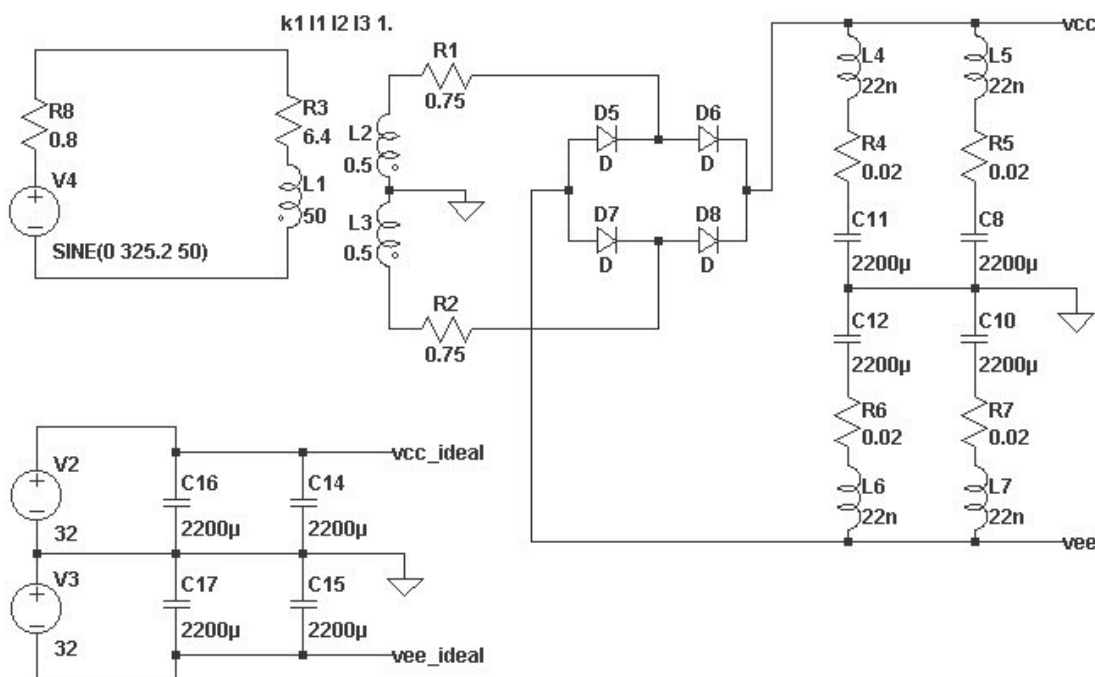 k1 l1 l2 l3 1.
vcc
R1
0.75
L4
22n
L5
22n
R8
0.8
R3
6.4
L2
0.5
D5
D
D6
D
R4
0.02
R5
0.02
V4
L1
50
L3
0.5
D7
D
D8
D
C11
2200µ
C8
2200µ
SINE(0 325.2 50)
R2
0.75
C12
2200µ
C10
2200µ
R6
0.02
R7
0.02
V2
32
C16
2200µ
C14
2200µ
vcc_ideal
L6
22n
L7
22n
vee
V3
32
C17
2200µ
C15
2200µ
vee_ideal